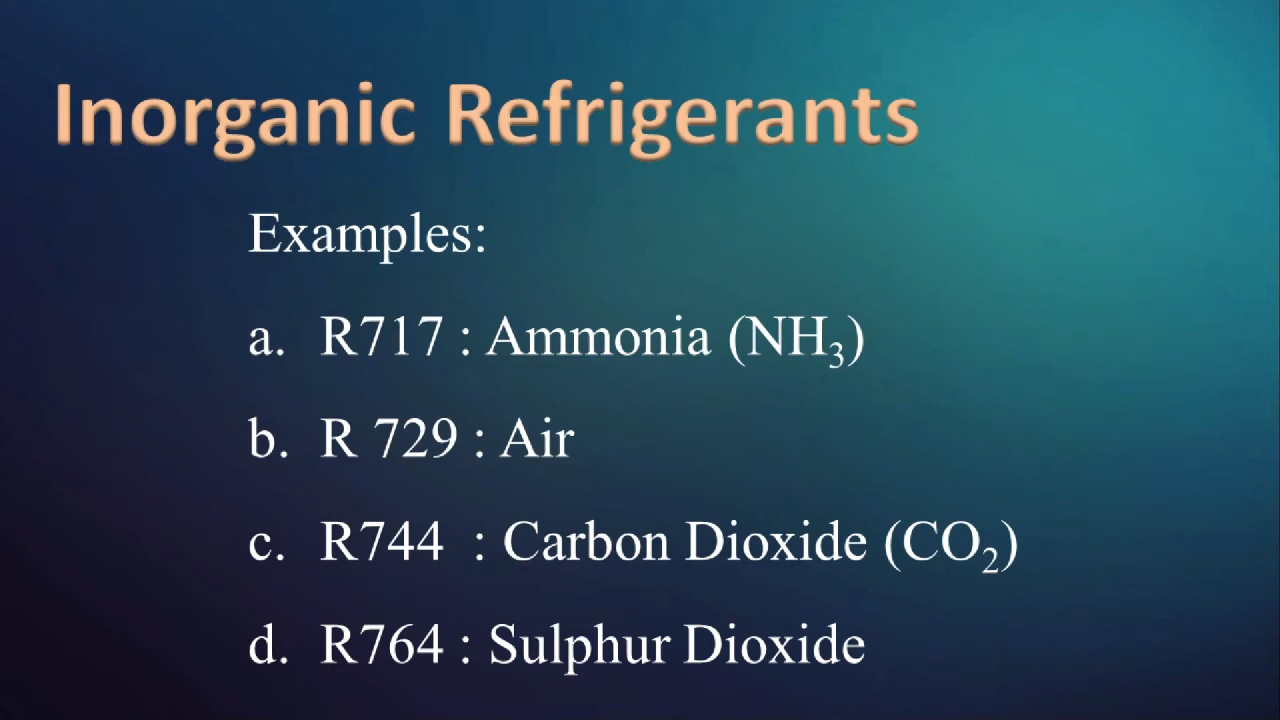 Inorganic Refrigerants
Examples:
a. R717 : Ammonia (NH₃)
b. R 729 : Air
c. R744 : Carbon Dioxide (CO₂)
d. R764 : Sulphur Dioxide